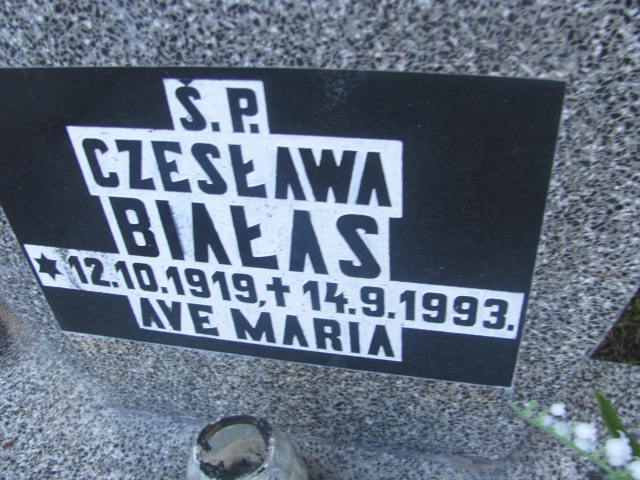 Ś.P.
CZESŁAWA
BIAŁAS
★12.10.1919,✝14.9.1993.
AVE MARIA